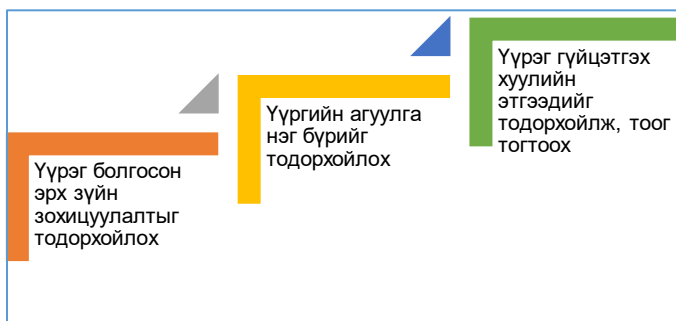 Үүрэг болгосон
эрх зүйн
зохицуулалтыг
тодорхойлох
Үүргийн агуулга
нэг бүрийг
тодорхойлох
Үүрэг гүйцэтгэх
хуулийн
этгээдийг
тодорхойлж, тоог
тогтоох